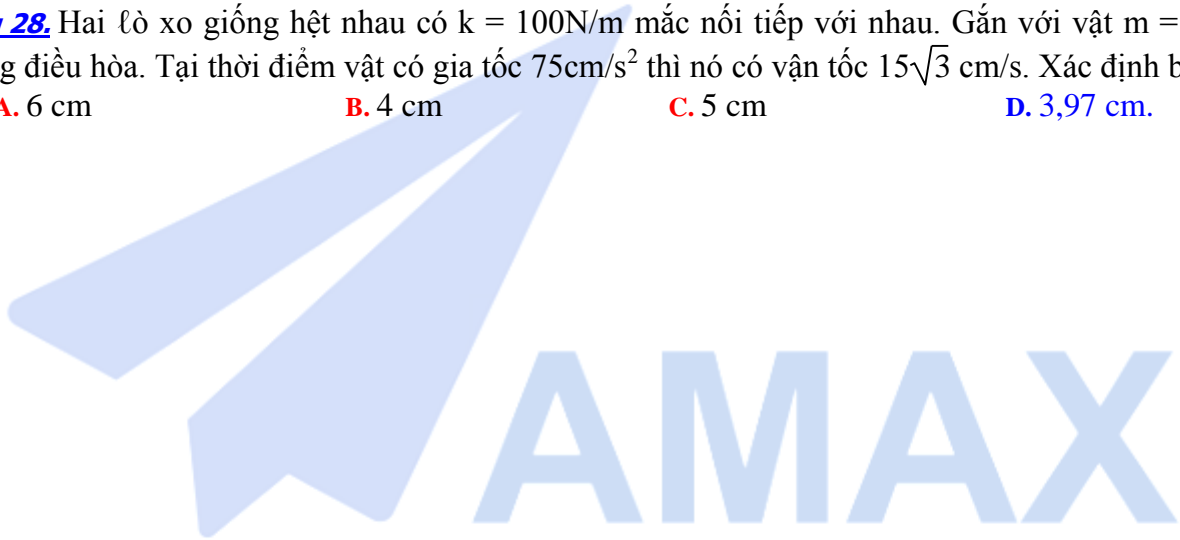 28. Hai ℓò xo giống hệt nhau có k = 100N/m mắc nối tiếp với nhau. Gắn với vật m =
g điều hòa. Tại thời điểm vật có gia tốc 75cm/s² thì nó có vận tốc 15√3 cm/s. Xác định b
A. 6 cm B. 4 cm C. 5 cm D. 3,97 cm.
AMAX